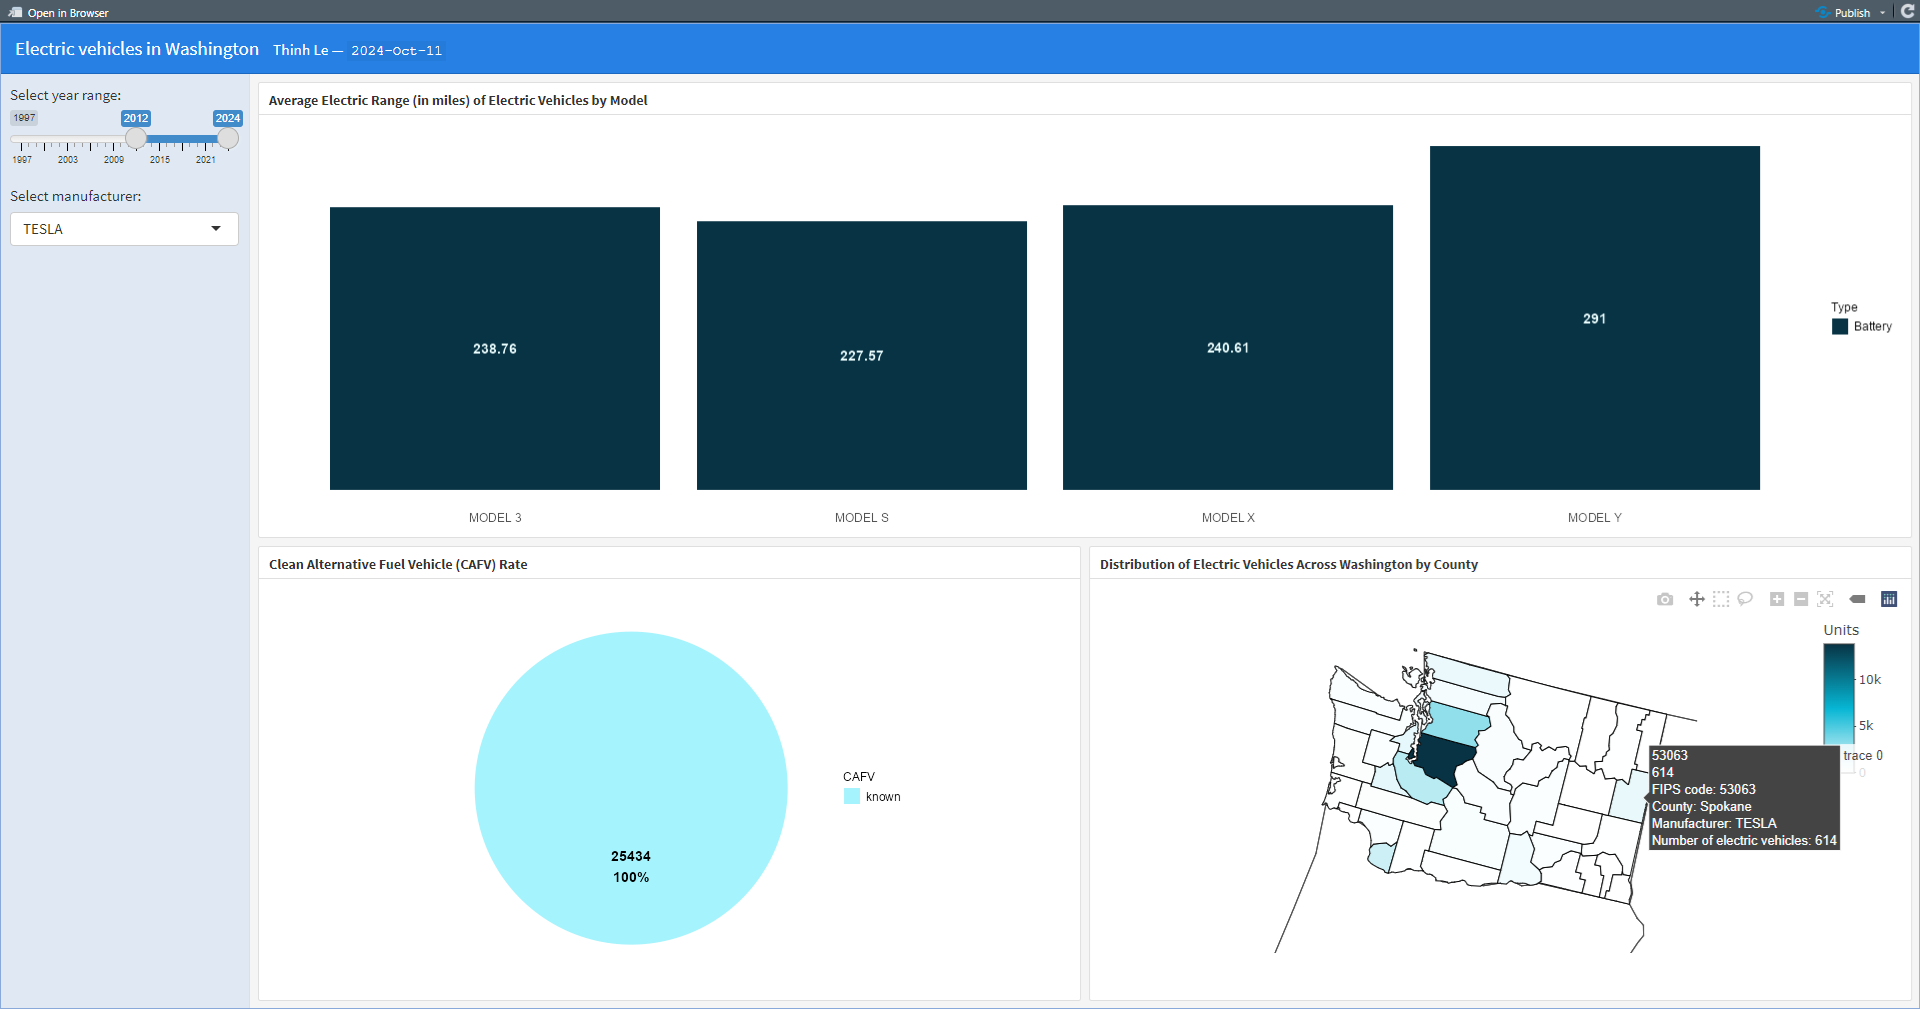 Open in Browser
Publish
Electric vehicles in Washington Thinh Le — 2024-Oct-11
Select year range:
1997 2012 2024
1997 2003 2009 2015 2021
Select manufacturer:
TESLA
Average Electric Range (in miles) of Electric Vehicles by Model
238.76
227.57
240.61
291
MODEL 3
MODEL S
MODEL X
MODEL Y
Type
Battery
Clean Alternative Fuel Vehicle (CAFV) Rate
25434
100%
CAFV
known
Distribution of Electric Vehicles Across Washington by County
Units
10k
5k
0
53063
614
FIPS code: 53063
County: Spokane
Manufacturer: TESLA
Number of electric vehicles: 614
trace 0